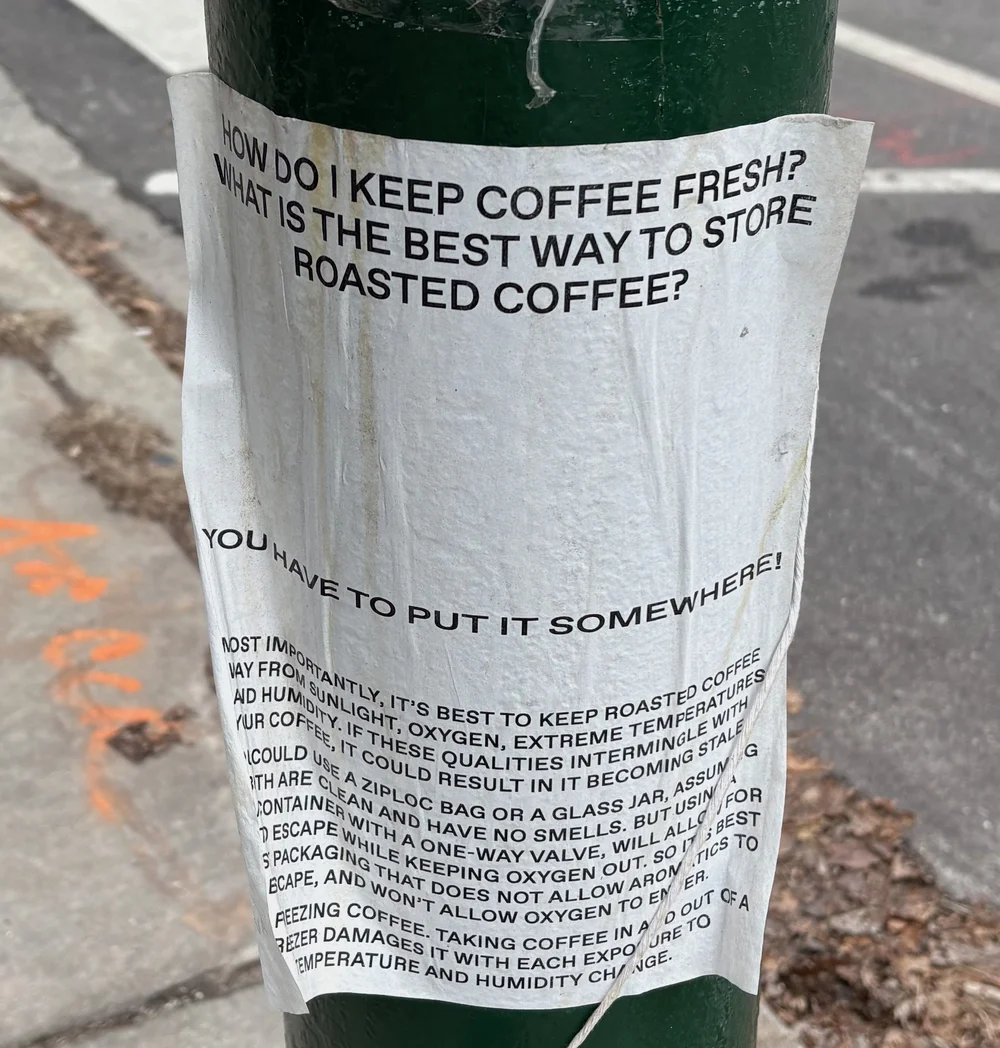 HOW DO I KEEP COFFEE FRESH?
WHAT IS THE BEST WAY TO STORE
ROASTED COFFEE?
YOU HAVE TO PUT IT SOMEWHERE!
MOST IMPORTANTLY, IT'S BEST TO KEEP ROASTED COFFEE
WAY FROM SUNLIGHT, OXYGEN, EXTREME TEMPERATURES
AND HUMIDITY. IF THESE QUALITIES INTERMINGLE WITH
YOUR COFFEE, IT COULD RESULT IN IT BECOMING STALE
COULD USE A ZIPLOC BAG OR A GLASS JAR, ASSUMING
ARE CLEAN AND HAVE NO SMELLS. BUT USING A
CONTAINER WITH A ONE-WAY VALVE, WILL ALLOW FOR
ESCAPE WHILE KEEPING OXYGEN OUT. SO IT'S BEST
PACKAGING THAT DOES NOT ALLOW AROMATICS TO
ESCAPE, AND WON'T ALLOW OXYGEN TO ENTER.
FREEZING COFFEE. TAKING COFFEE IN AND OUT OF A
FREEZER DAMAGES IT WITH EACH EXPOSURE TO
TEMPERATURE AND HUMIDITY CHANGE.